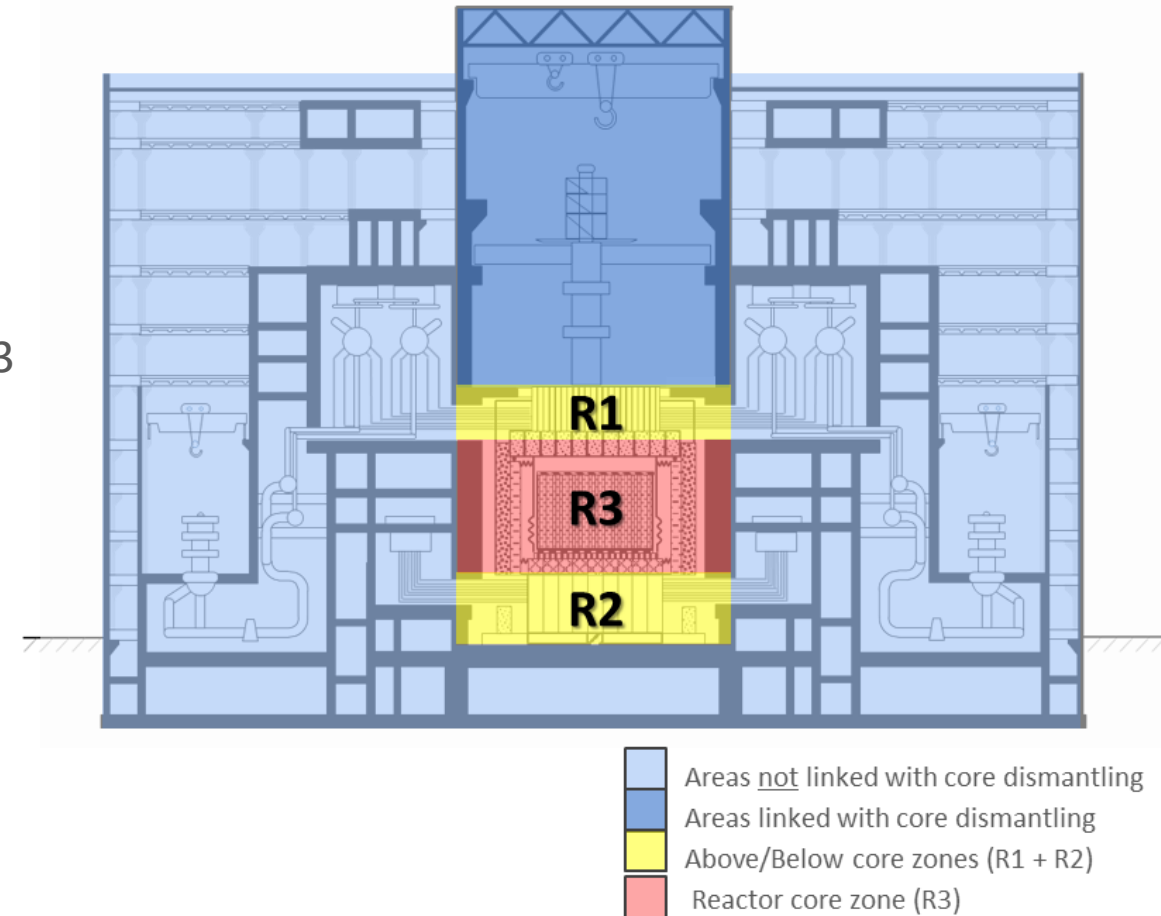 3
R1
R3
R2
Areas not linked with core dismantling
Areas linked with core dismantling
Above/Below core zones (R1 + R2)
Reactor core zone (R3)